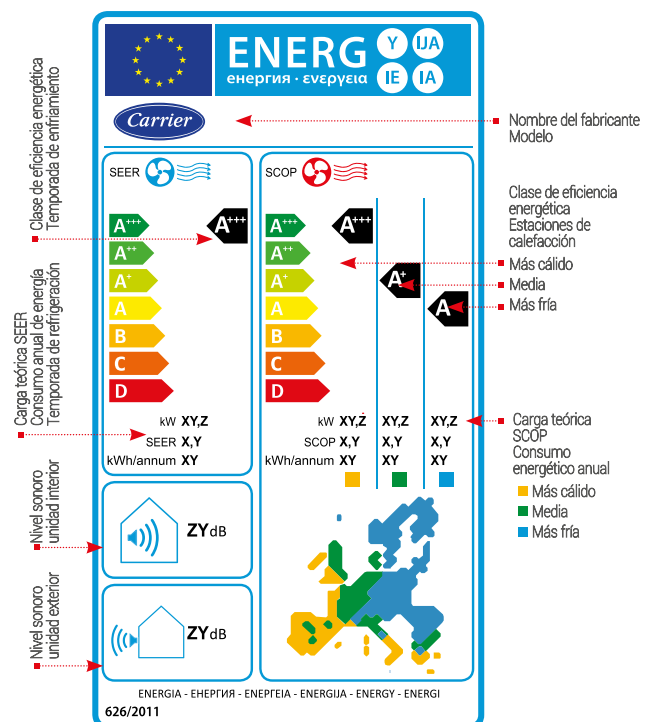 ENERG
енергия · ενεργεια
Y IJA
IE IA
Carrier
Nombre del fabricante
Modelo
Clase de eficiencia energética
Temporada de enfriamiento
SEER
A+++
A++
A+
A
B
C
D
A+++
kW XY,Z
SEER X,Y
kWh/annum XY
Carga teórica SEER
Consumo anual de energía
Temporada de refrigeración
SCOP
A+++
A++
A+
A
B
C
D
A+++
A+
A
Clase de eficiencia
energética
Estaciones de
calefacción
Más cálido
Media
Más fría
kW XY,Z XY,Z XY,Z
SCOP X,Y X,Y X,Y
kWh/annum XY XY XY
Carga teórica
SCOP
Consumo
energético anual
Más cálido
Media
Más fría
Nivel sonoro
unidad interior
ZY dB
Nivel sonoro
unidad exterior
ZY dB
ENERGIA - ЕНЕРГИЯ - ΕΝΕΡΓΕΙΑ - ENERGIJA - ENERGY - ENERGI
626/2011